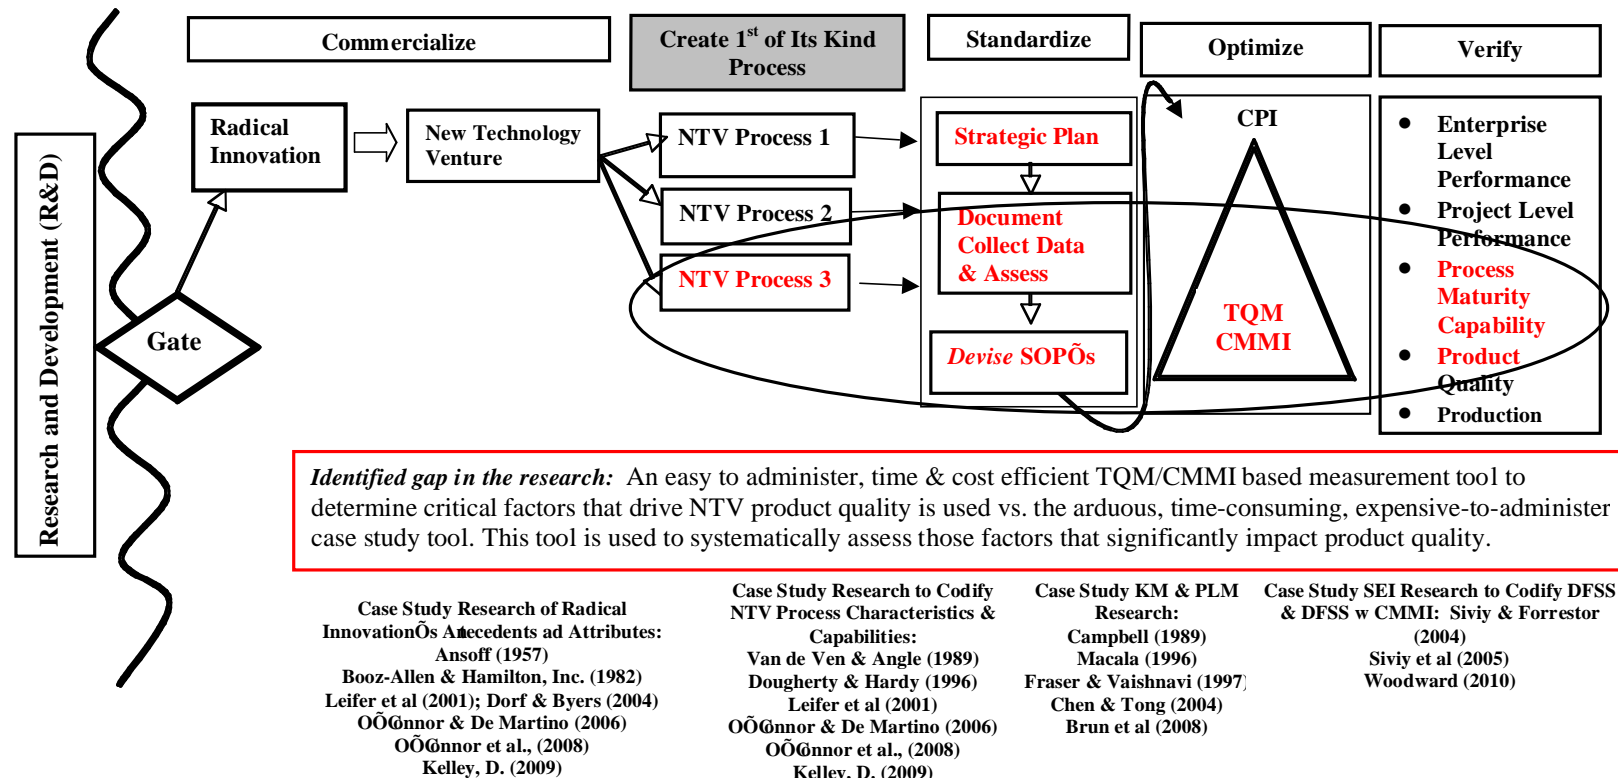 Research and Development (R&D)
Commercialize
Create 1st of Its Kind
Process
Standardize
Optimize
Verify
Radical
Innovation
New Technology
Venture
NTV Process 1
NTV Process 2
NTV Process 3
Gate
Strategic Plan
Document
Collect Data
& Assess
Devise SOPÕs
CPI
TQM
CMMI
● Enterprise
Level
Performance
● Project Level
Performance
● Process
Maturity
Capability
● Product
Quality
● Production
Identified gap in the research: An easy to administer, time & cost efficient TQM/CMMI based measurement tool to
determine critical factors that drive NTV product quality is used vs. the arduous, time-consuming, expensive-to-administer
case study tool. This tool is used to systematically assess those factors that significantly impact product quality.
Case Study Research of Radical
InnovationÕs Antecedents ad Attributes:
Ansoff (1957)
Booz-Allen & Hamilton, Inc. (1982)
Leifer et al (2001); Dorf & Byers (2004)
OÕConnor & De Martino (2006)
OÕConnor et al., (2008)
Kelley, D. (2009)
Case Study Research to Codify
NTV Process Characteristics &
Capabilities:
Van de Ven & Angle (1989)
Dougherty & Hardy (1996)
Leifer et al (2001)
OÕConnor & De Martino (2006)
OÕConnor et al., (2008)
Kelley, D. (2009)
Case Study KM & PLM
Research:
Campbell (1989)
Macala (1996)
Fraser & Vaishnavi (1997)
Chen & Tong (2004)
Brun et al (2008)
Case Study SEI Research to Codify DFSS
& DFSS w CMMI: Siviy & Forrestor
(2004)
Siviy et al (2005)
Woodward (2010)